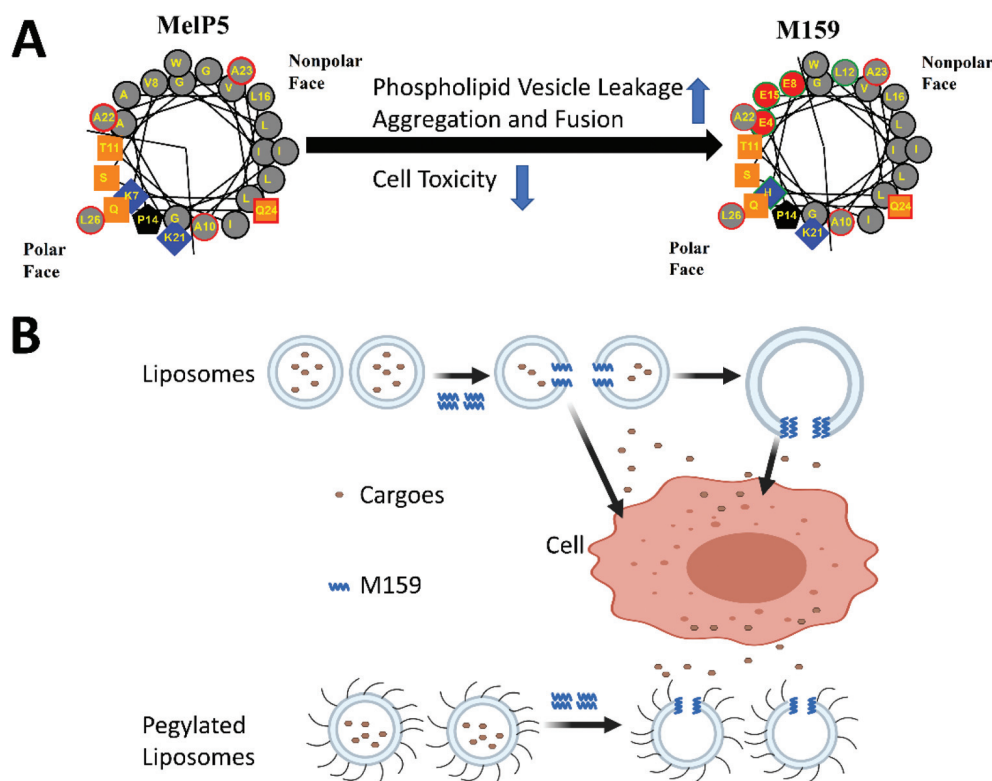 A
MelP5
M159
Nonpolar
Face
Nonpolar
Face
Phospholipid Vesicle Leakage
Aggregation and Fusion
Cell Toxicity
W
G
G
A23
V8
V
A
L16
A22
A
L
T11
I
I
S
L
K7
L
Q
P14
G
Q24
L26
A10
I
K21
Polar
Face
W
E8
G
L12
A23
E15
V
L16
A22
E4
L
T11
I
I
S
L
H
L
Q
P14
G
Q24
L26
A10
I
K21
Polar
Face
B
Liposomes
Cargoes
Cell
M159
Pegylated
Liposomes